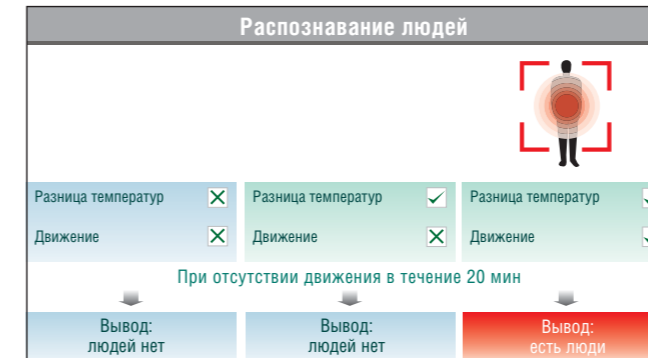 Распознавание людей
Разница температур
Движение
Разница температур
Движение
Разница температур
Движение
При отсутствии движения в течение 20 мин
Вывод:
людей нет
Вывод:
людей нет
Вывод:
есть люди